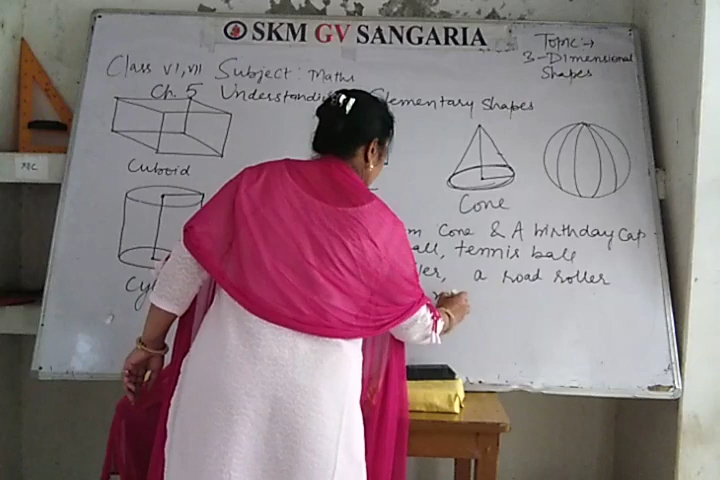 SKM GV SANGARIA
Topic:→
3-Dimensional
Shapes
Class VI, VII Subject: Maths
Ch. 5 Understanding Elementary Shapes
Cuboid
Cone
Cone & A birthday Cap
tennis ball
a road roller